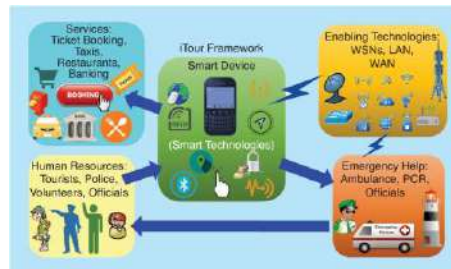 Services:
Ticket Booking,
Taxis,
Restaurants,
Banking
BOOKING
iTour Framework
Smart Device
(Smart Technologies)
Enabling Technologies:
WSNs, LAN,
WAN
Human Resources:
Tourists, Police,
Volunteers, Officials
Emergency Help:
Ambulance, PCR,
Officials